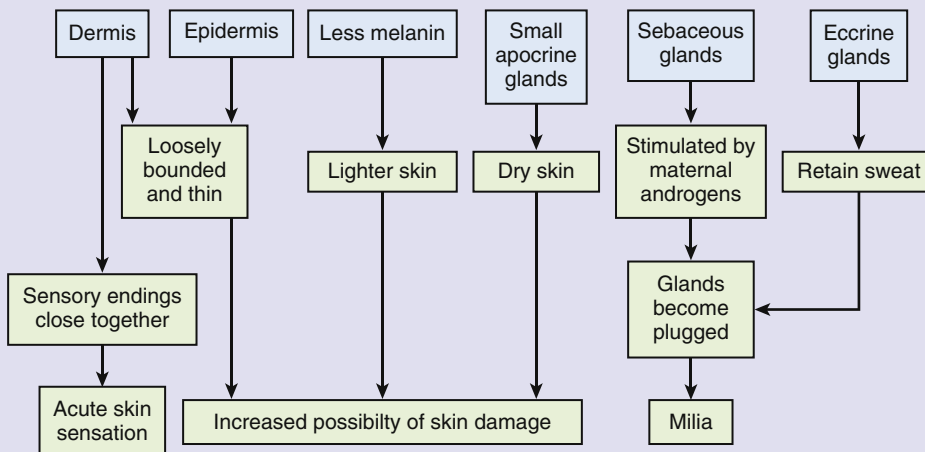 Dermis
Epidermis
Less melanin
Small
apocrine
glands
Sebaceous
glands
Eccrine
glands
Loosely
bounded
and thin
Lighter skin
Dry skin
Stimulated by
maternal
androgens
Retain sweat
Sensory endings
close together
Glands
become
plugged
Acute skin
sensation
Increased possibilty of skin damage
Milia